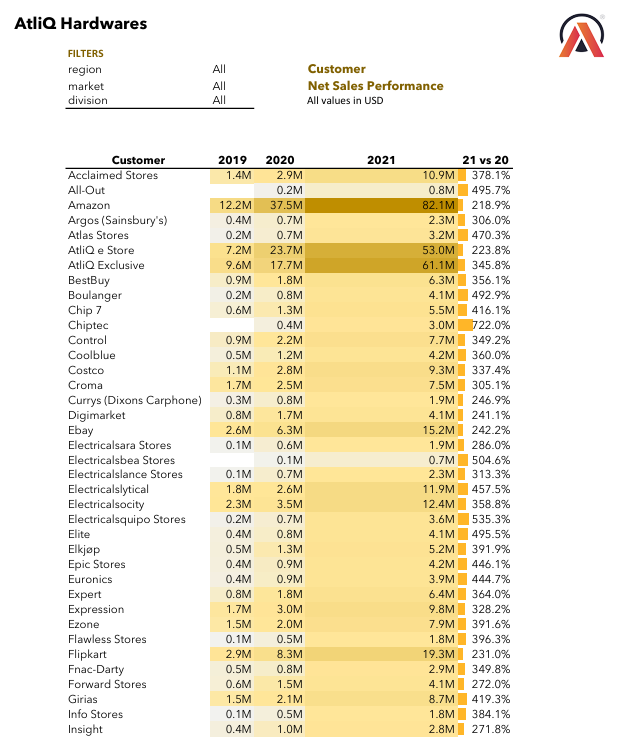 AtliQ Hardwares
FILTERS
region All Customer
market All Net Sales Performance
division All All values in USD
Customer 2019 2020 2021 21 vs 20
Acclaimed Stores 1.4M 2.9M 10.9M 378.1%
All-Out 0.2M 0.8M 495.7%
Amazon 12.2M 37.5M 82.1M 218.9%
Argos (Sainsbury's) 0.4M 0.7M 2.3M 306.0%
Atlas Stores 0.2M 0.7M 3.2M 470.3%
AtliQ e Store 7.2M 23.7M 53.0M 223.8%
AtliQ Exclusive 9.6M 17.7M 61.1M 345.8%
BestBuy 0.9M 1.8M 6.3M 356.1%
Boulanger 0.2M 0.8M 4.1M 492.9%
Chip 7 0.6M 1.3M 5.5M 416.1%
Chiptec 0.4M 3.0M 722.0%
Control 0.9M 2.2M 7.7M 349.2%
Coolblue 0.5M 1.2M 4.2M 360.0%
Costco 1.1M 2.8M 9.3M 337.4%
Croma 1.7M 2.5M 7.5M 305.1%
Currys (Dixons Carphone) 0.3M 0.8M 1.9M 246.9%
Digimarket 0.8M 1.7M 4.1M 241.1%
Ebay 2.6M 6.3M 15.2M 242.2%
Electricalsara Stores 0.1M 0.6M 1.9M 286.0%
Electricalsbea Stores 0.1M 0.7M 504.6%
Electricalslance Stores 0.1M 0.7M 2.3M 313.3%
Electricalslytical 1.8M 2.6M 11.9M 457.5%
Electricalsocity 2.3M 3.5M 12.4M 358.8%
Electricalsquipo Stores 0.2M 0.7M 3.6M 535.3%
Elite 0.4M 0.8M 4.1M 495.5%
Elkjøp 0.5M 1.3M 5.2M 391.9%
Epic Stores 0.4M 0.9M 4.2M 446.1%
Euronics 0.4M 0.9M 3.9M 444.7%
Expert 0.8M 1.8M 6.4M 364.0%
Expression 1.7M 3.0M 9.8M 328.2%
Ezone 1.5M 2.0M 7.9M 391.6%
Flawless Stores 0.1M 0.5M 1.8M 396.3%
Flipkart 2.9M 8.3M 19.3M 231.0%
Fnac-Darty 0.5M 0.8M 2.9M 349.8%
Forward Stores 0.6M 1.5M 4.1M 272.0%
Girias 1.5M 2.1M 8.7M 419.3%
Info Stores 0.1M 0.5M 1.8M 384.1%
Insight 0.4M 1.0M 2.8M 271.8%